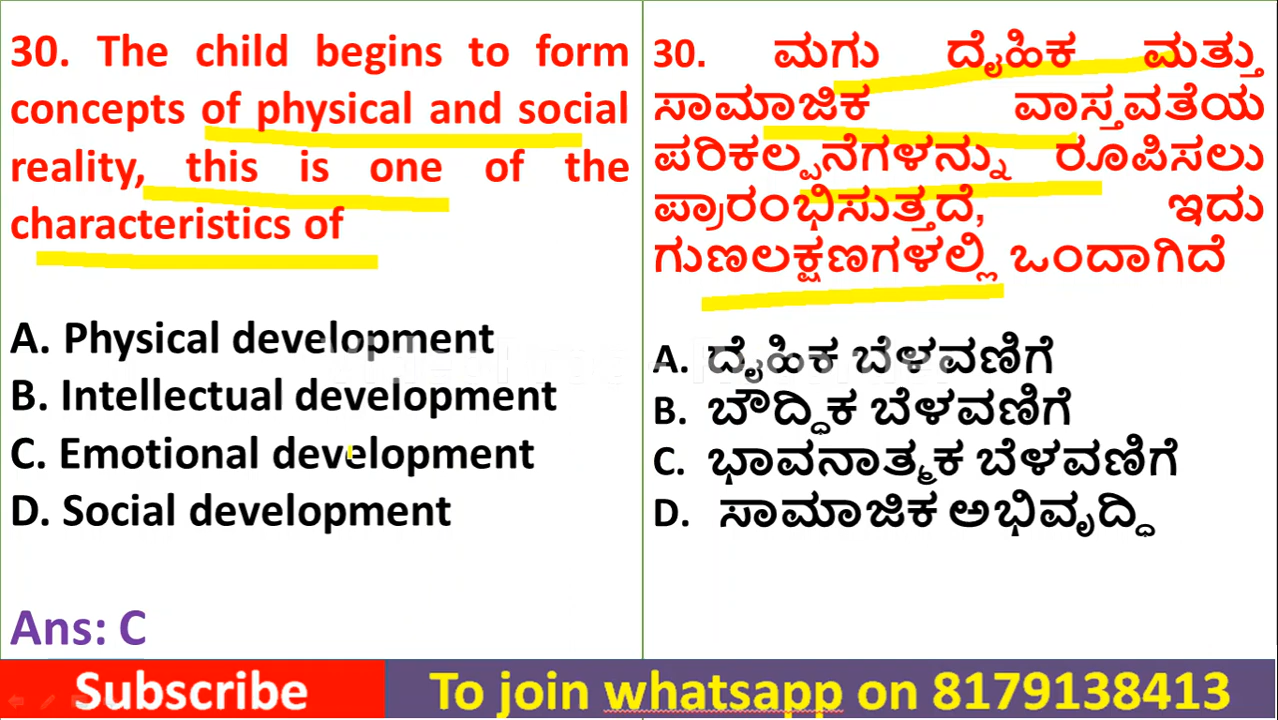 30. The child begins to form
concepts of physical and social
reality, this is one of the
characteristics of
A. Physical development
B. Intellectual development
C. Emotional development
D. Social development
Ans: C
30. ಮಗು ದೈಹಿಕ ಮತ್ತು
ಸಾಮಾಜಿಕ ವಾಸ್ತವತೆಯ
ಪರಿಕಲ್ಪನೆಗಳನ್ನು ರೂಪಿಸಲು
ಪ್ರಾರಂಭಿಸುತ್ತದೆ, ಇದು
ಗುಣಲಕ್ಷಣಗಳಲ್ಲಿ ಒಂದಾಗಿದೆ
A. ದೈಹಿಕ ಬೆಳವಣಿಗೆ
B. ಬೌದ್ಧಿಕ ಬೆಳವಣಿಗೆ
C. ಭಾವನಾತ್ಮಕ ಬೆಳವಣಿಗೆ
D. ಸಾಮಾಜಿಕ ಅಭಿವೃದ್ಧಿ
Subscribe
To join whatsapp on 8179138413